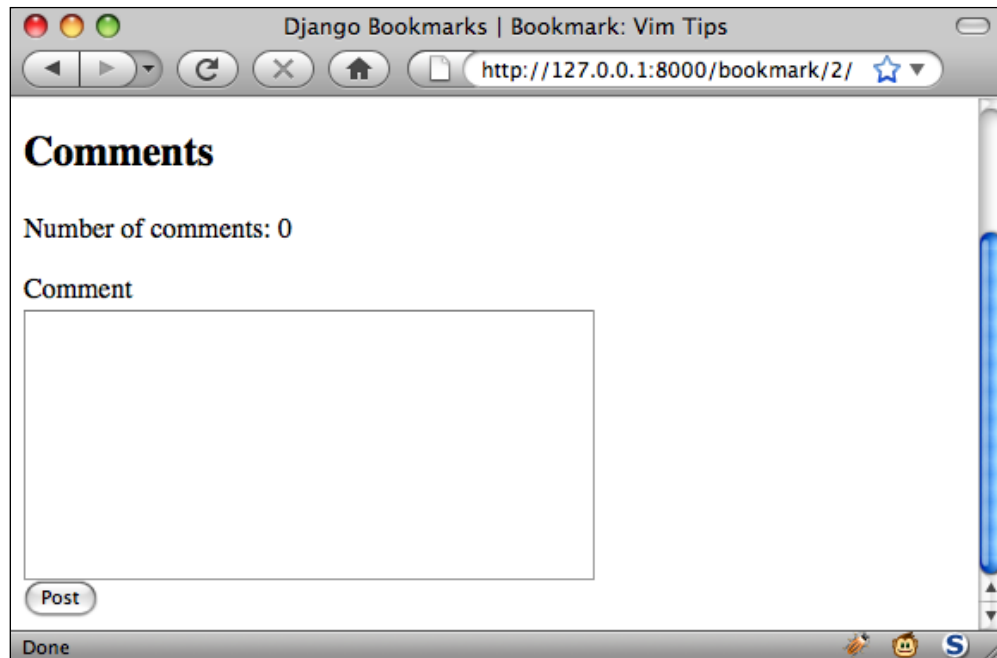 Django Bookmarks | Bookmark: Vim Tips
http://127.0.0.1:8000/bookmark/2/
Comments
Number of comments: 0
Comment
Post
Done
S